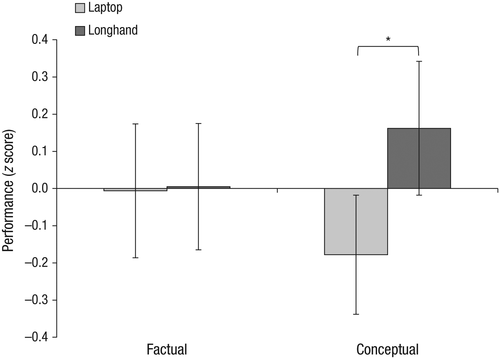 Laptop
Longhand
Performance (z score)
0.4
0.3
0.2
0.1
0.0
–0.1
–0.2
–0.3
–0.4
*
Factual
Conceptual